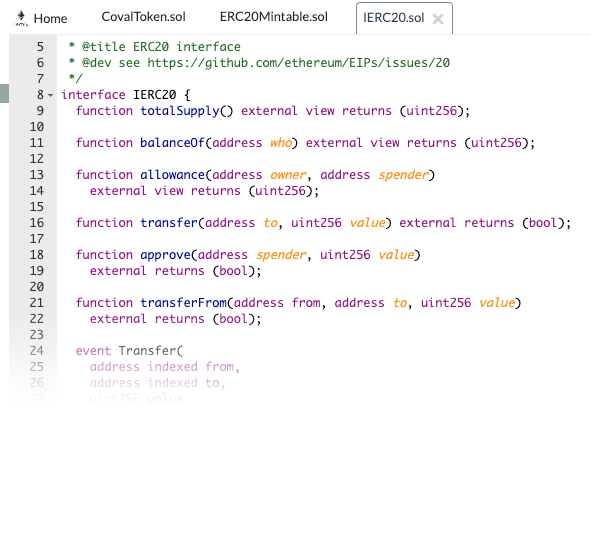 Home CovalToken.sol ERC20Mintable.sol IERC20.sol ×
5 * @title ERC20 interface
6 * @dev see https://github.com/ethereum/EIPs/issues/20
7 */
8 interface IERC20 {
9 function totalSupply() external view returns (uint256);
10
11 function balanceOf(address who) external view returns (uint256);
12
13 function allowance(address owner, address spender)
14 external view returns (uint256);
15
16 function transfer(address to, uint256 value) external returns (bool);
17
18 function approve(address spender, uint256 value)
19 external returns (bool);
20
21 function transferFrom(address from, address to, uint256 value)
22 external returns (bool);
23
24 event Transfer(
25 address indexed from,
26 address indexed to,
27 uint256 value